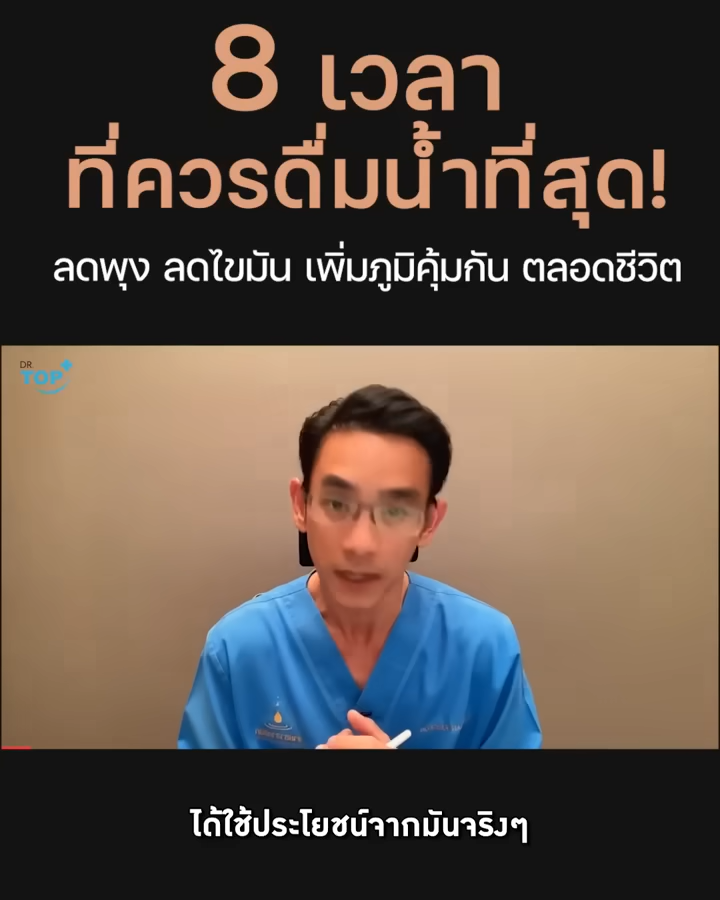 8 เวลา
ที่ควรดื่มน้ำที่สุด!
ลดพุง ลดไขมัน เพิ่มภูมิคุ้มกัน ตลอดชีวิต
DR.
TOP
ได้ใช้ประโยชน์จากมันจริงๆ